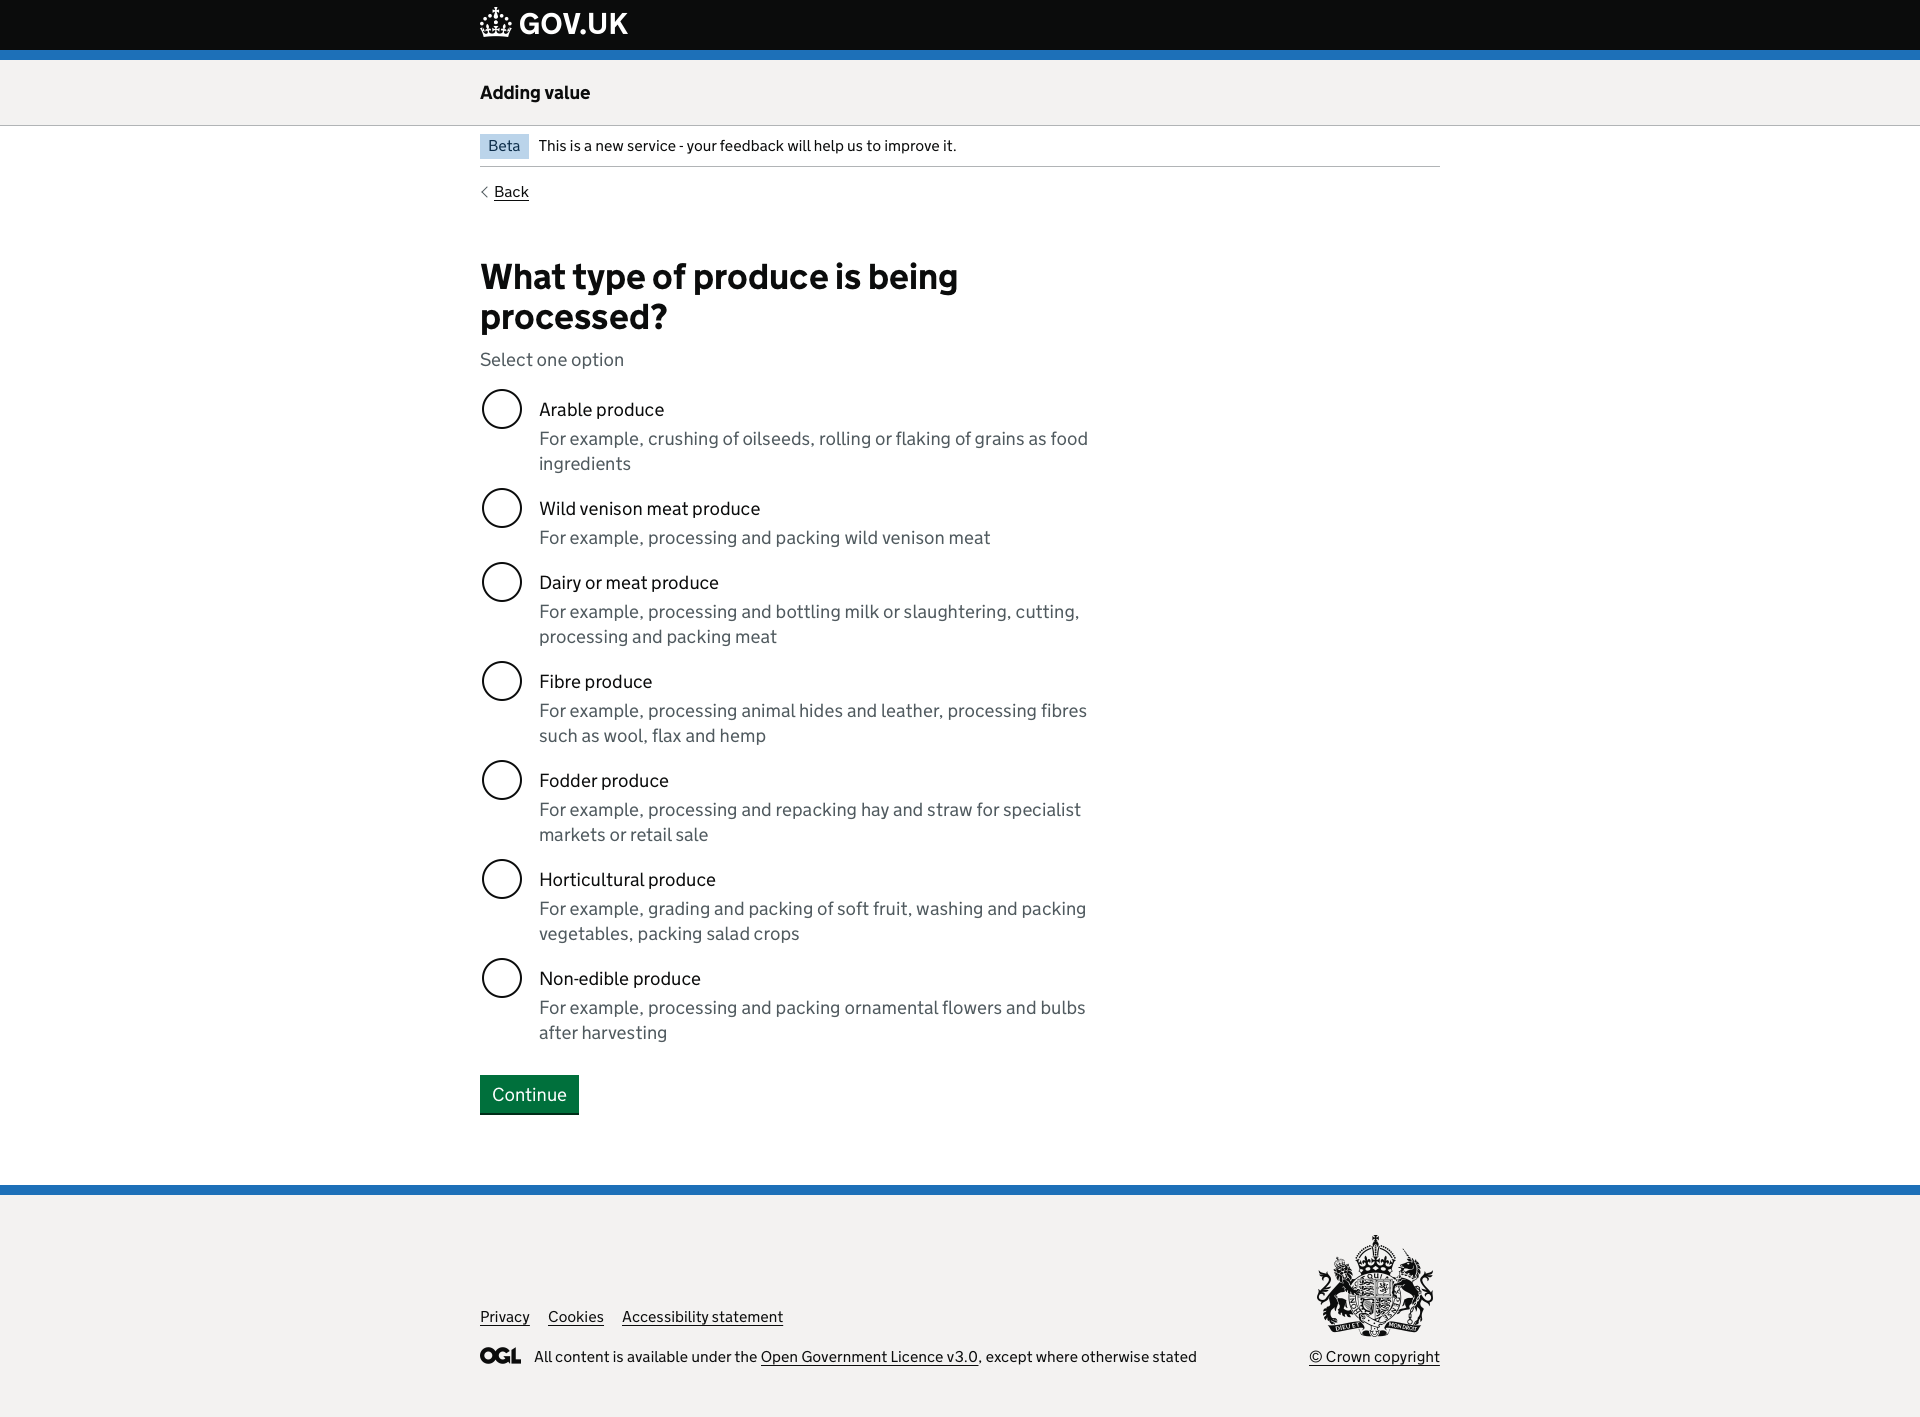 GOV.UK
Adding value
Beta This is a new service - your feedback will help us to improve it.
Back
What type of produce is being
processed?
Select one option
Arable produce
For example, crushing of oilseeds, rolling or flaking of grains as food
ingredients
Wild venison meat produce
For example, processing and packing wild venison meat
Dairy or meat produce
For example, processing and bottling milk or slaughtering, cutting,
processing and packing meat
Fibre produce
For example, processing animal hides and leather, processing fibres
such as wool, flax and hemp
Fodder produce
For example, processing and repacking hay and straw for specialist
markets or retail sale
Horticultural produce
For example, grading and packing of soft fruit, washing and packing
vegetables, packing salad crops
Non-edible produce
For example, processing and packing ornamental flowers and bulbs
after harvesting
Continue
Privacy Cookies Accessibility statement
OGL All content is available under the Open Government Licence v3.0, except where otherwise stated
© Crown copyright